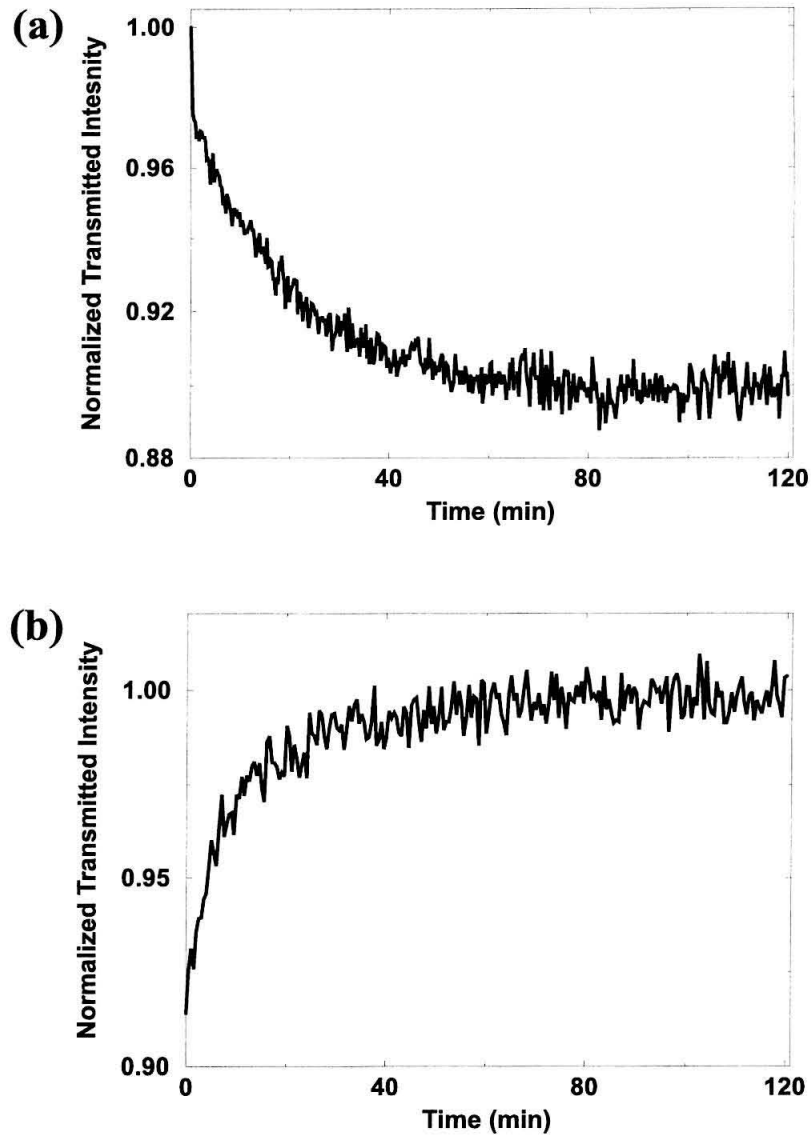 (a)
Normalized Transmitted Intesnity
1.00
0.96
0.92
0.88
0
40
80
120
Time (min)
(b)
Normalized Transmitted Intensity
1.00
0.95
0.90
0
40
80
120
Time (min)